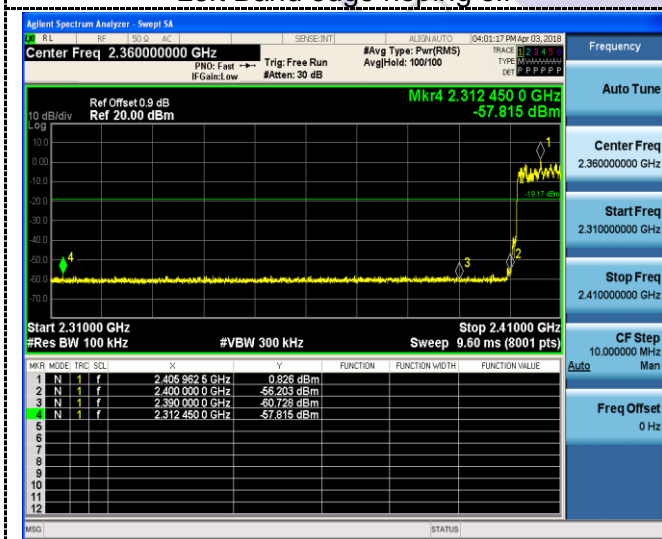 Left Band edge hoping on
Agilent Spectrum Analyzer - Swept SA
RL RF 50 Ω AC SENSE:INT ALIGN AUTO 04:01:17 PM Apr 03, 2018
Center Freq 2.360000000 GHz #Avg Type: Pwr(RMS) TRACE 1 2 3 4 5 6
PNO: Fast Trig: Free Run Avg|Hold: 100/100 TYPE M
IFGain:Low #Atten: 30 dB DET P P P P P P
Frequency
Auto Tune
Ref Offset 0.9 dB Mkr4 2.312 450 0 GHz
10 dB/div Ref 20.00 dBm -57.815 dBm
Log
10.0
0.00
-10.0
-20.0
-30.0
-40.0
-50.0
-60.0
-70.0
1
-19.17 dBm
2
3
4
Center Freq
2.360000000 GHz
Start Freq
2.310000000 GHz
Stop Freq
2.410000000 GHz
Start 2.31000 GHz Stop 2.41000 GHz
#Res BW 100 kHz #VBW 300 kHz Sweep 9.60 ms (8001 pts)
CF Step
10.000000 MHz
Auto Man
Freq Offset
0 Hz
MKR MODE TRC SCL X Y FUNCTION FUNCTION WIDTH FUNCTION VALUE
1 N 1 f 2.405 962 5 GHz 0.826 dBm
2 N 1 f 2.400 000 0 GHz -56.203 dBm
3 N 1 f 2.390 000 0 GHz -60.728 dBm
4 N 1 f 2.312 450 0 GHz -57.815 dBm
5
6
7
8
9
10
11
12
MSG STATUS